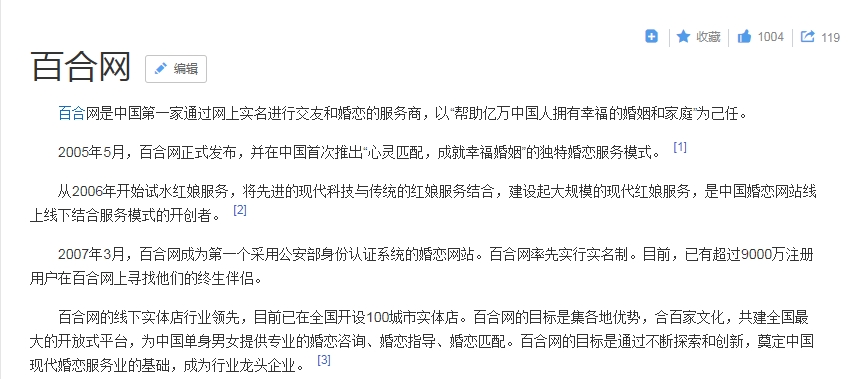 收藏 1004 119
百合网 编辑
百合网是中国第一家通过网上实名进行交友和婚恋的服务商，以“帮助亿万中国人拥有幸福的婚姻和家庭”为己任。
2005年5月，百合网正式发布，并在中国首次推出“心灵匹配，成就幸福婚姻”的独特婚恋服务模式。 [1]
从2006年开始试水红娘服务，将先进的现代科技与传统的红娘服务结合，建设起大规模的现代红娘服务，是中国婚恋网站线
上线下结合服务模式的开创者。 [2]
2007年3月，百合网成为第一个采用公安部身份认证系统的婚恋网站。百合网率先实行实名制。目前，已有超过9000万注册
用户在百合网上寻找他们的终生伴侣。
百合网的线下实体店行业领先，目前已在全国开设100城市实体店。百合网的目标是集各地优势，合百家文化，共建全国最
大的开放式平台，为中国单身男女提供专业的婚恋咨询、婚恋指导、婚恋匹配。百合网的目标是通过不断探索和创新，奠定中国
现代婚恋服务业的基础，成为行业龙头企业。 [3]